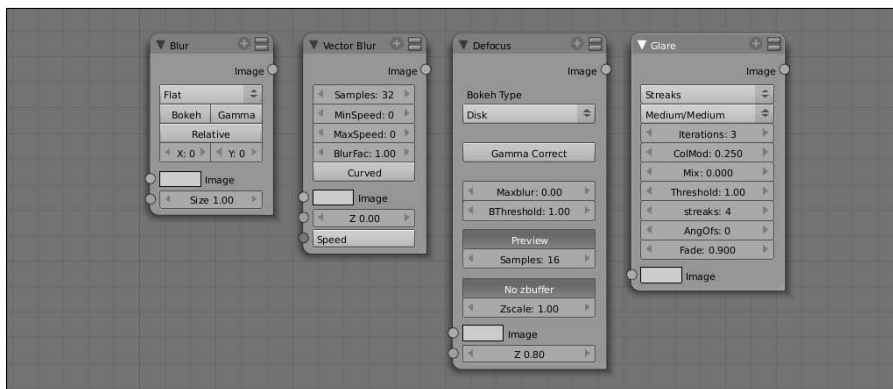 Blur
Image
Flat
Bokeh Gamma
Relative
X: 0 Y: 0
Image
Size 1.00
Vector Blur
Image
Samples: 32
MinSpeed: 0
MaxSpeed: 0
BlurFac: 1.00
Curved
Image
Z 0.00
Speed
Defocus
Image
Bokeh Type
Disk
Gamma Correct
Maxblur: 0.00
BThreshold: 1.00
Preview
Samples: 16
No zbuffer
Zscale: 1.00
Image
Z 0.80
Glare
Image
Streaks
Medium/Medium
Iterations: 3
ColMod: 0.250
Mix: 0.000
Threshold: 1.00
streaks: 4
AngOfs: 0
Fade: 0.900
Image